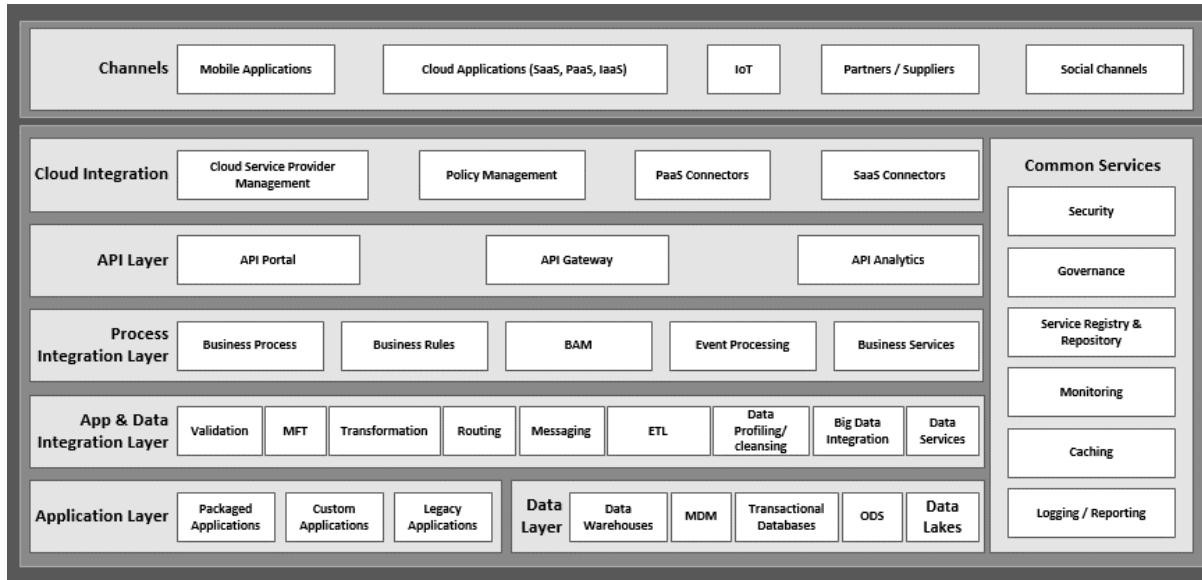 Channels
Mobile Applications
Cloud Applications (SaaS, PaaS, IaaS)
IoT
Partners / Suppliers
Social Channels
Cloud Integration
Cloud Service Provider
Management
Policy Management
PaaS Connectors
SaaS Connectors
API Layer
API Portal
API Gateway
API Analytics
Process
Integration Layer
Business Process
Business Rules
BAM
Event Processing
Business Services
App & Data
Integration Layer
Validation
MFT
Transformation
Routing
Messaging
ETL
Data
Profiling/
cleansing
Big Data
Integration
Data
Services
Application Layer
Packaged
Applications
Custom
Applications
Legacy
Applications
Data
Layer
Data
Warehouses
MDM
Transactional
Databases
ODS
Data
Lakes
Common Services
Security
Governance
Service Registry &
Repository
Monitoring
Caching
Logging / Reporting